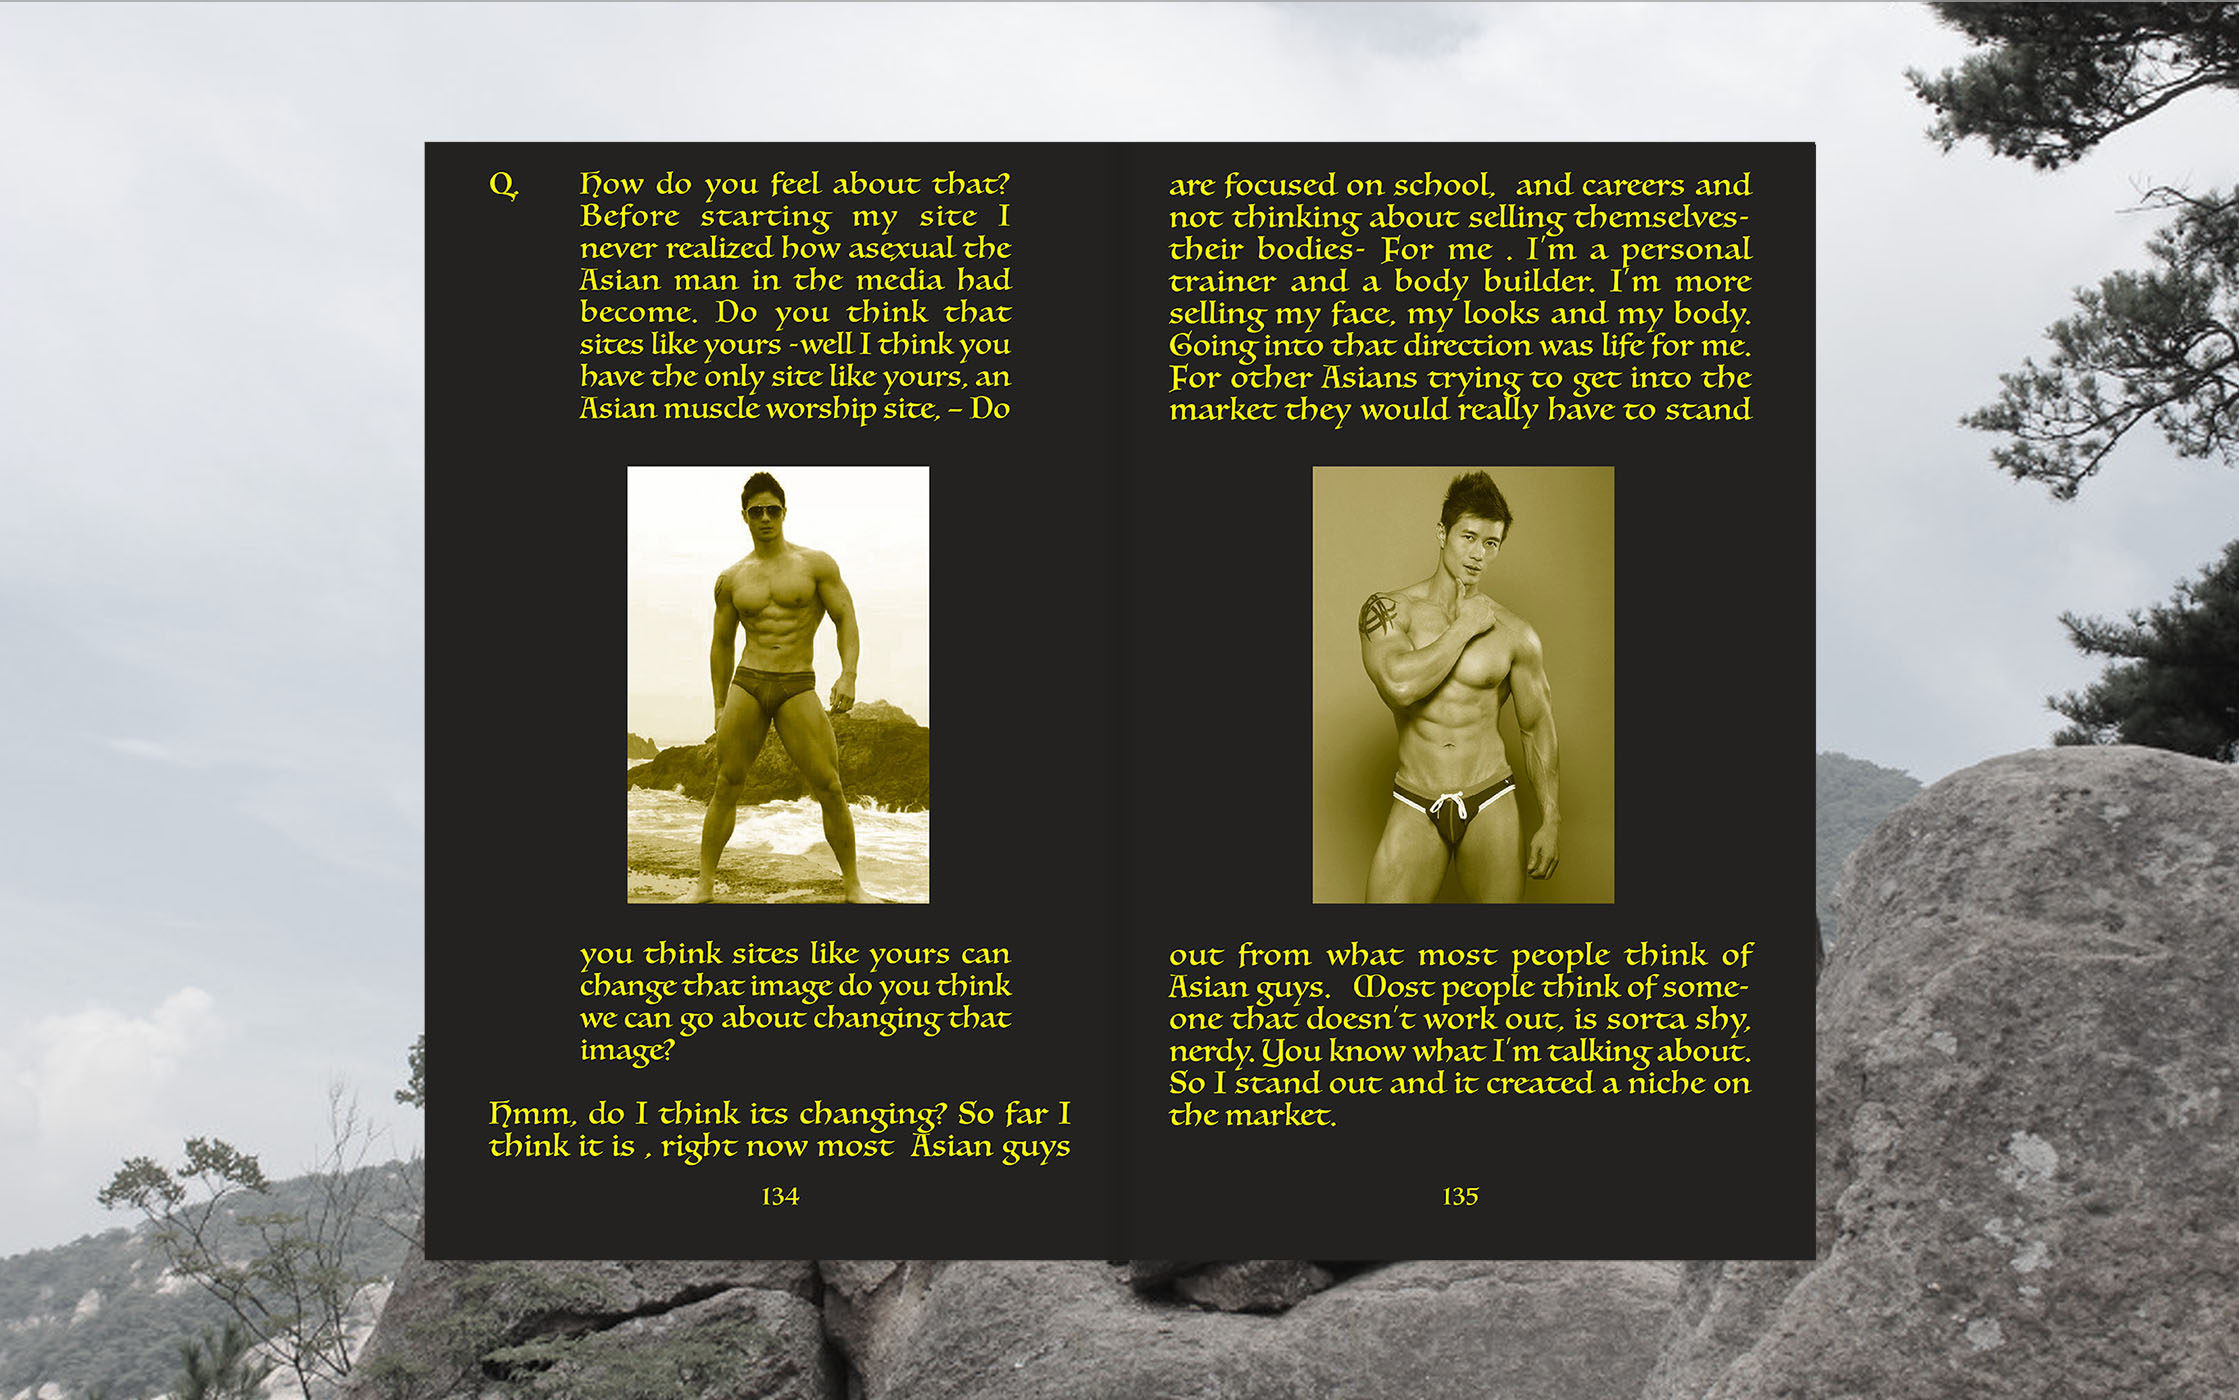 Q. How do you feel about that?
Before starting my site I
never realized how asexual the
Asian man in the media had
become. Do you think that
sites like yours -well I think you
have the only site like yours, an
Asian muscle worship site, – Do
you think sites like yours can
change that image do you think
we can go about changing that
image?
Hmm, do I think its changing? So far I
think it is , right now most Asian guys
134
are focused on school, and careers and
not thinking about selling themselves-
their bodies- For me . I'm a personal
trainer and a body builder. I'm more
selling my face, my looks and my body.
Going into that direction was life for me.
For other Asians trying to get into the
market they would really have to stand
out from what most people think of
Asian guys. Most people think of some-
one that doesn't work out, is sorta shy,
nerdy. You know what I'm talking about.
So I stand out and it created a niche on
the market.
135